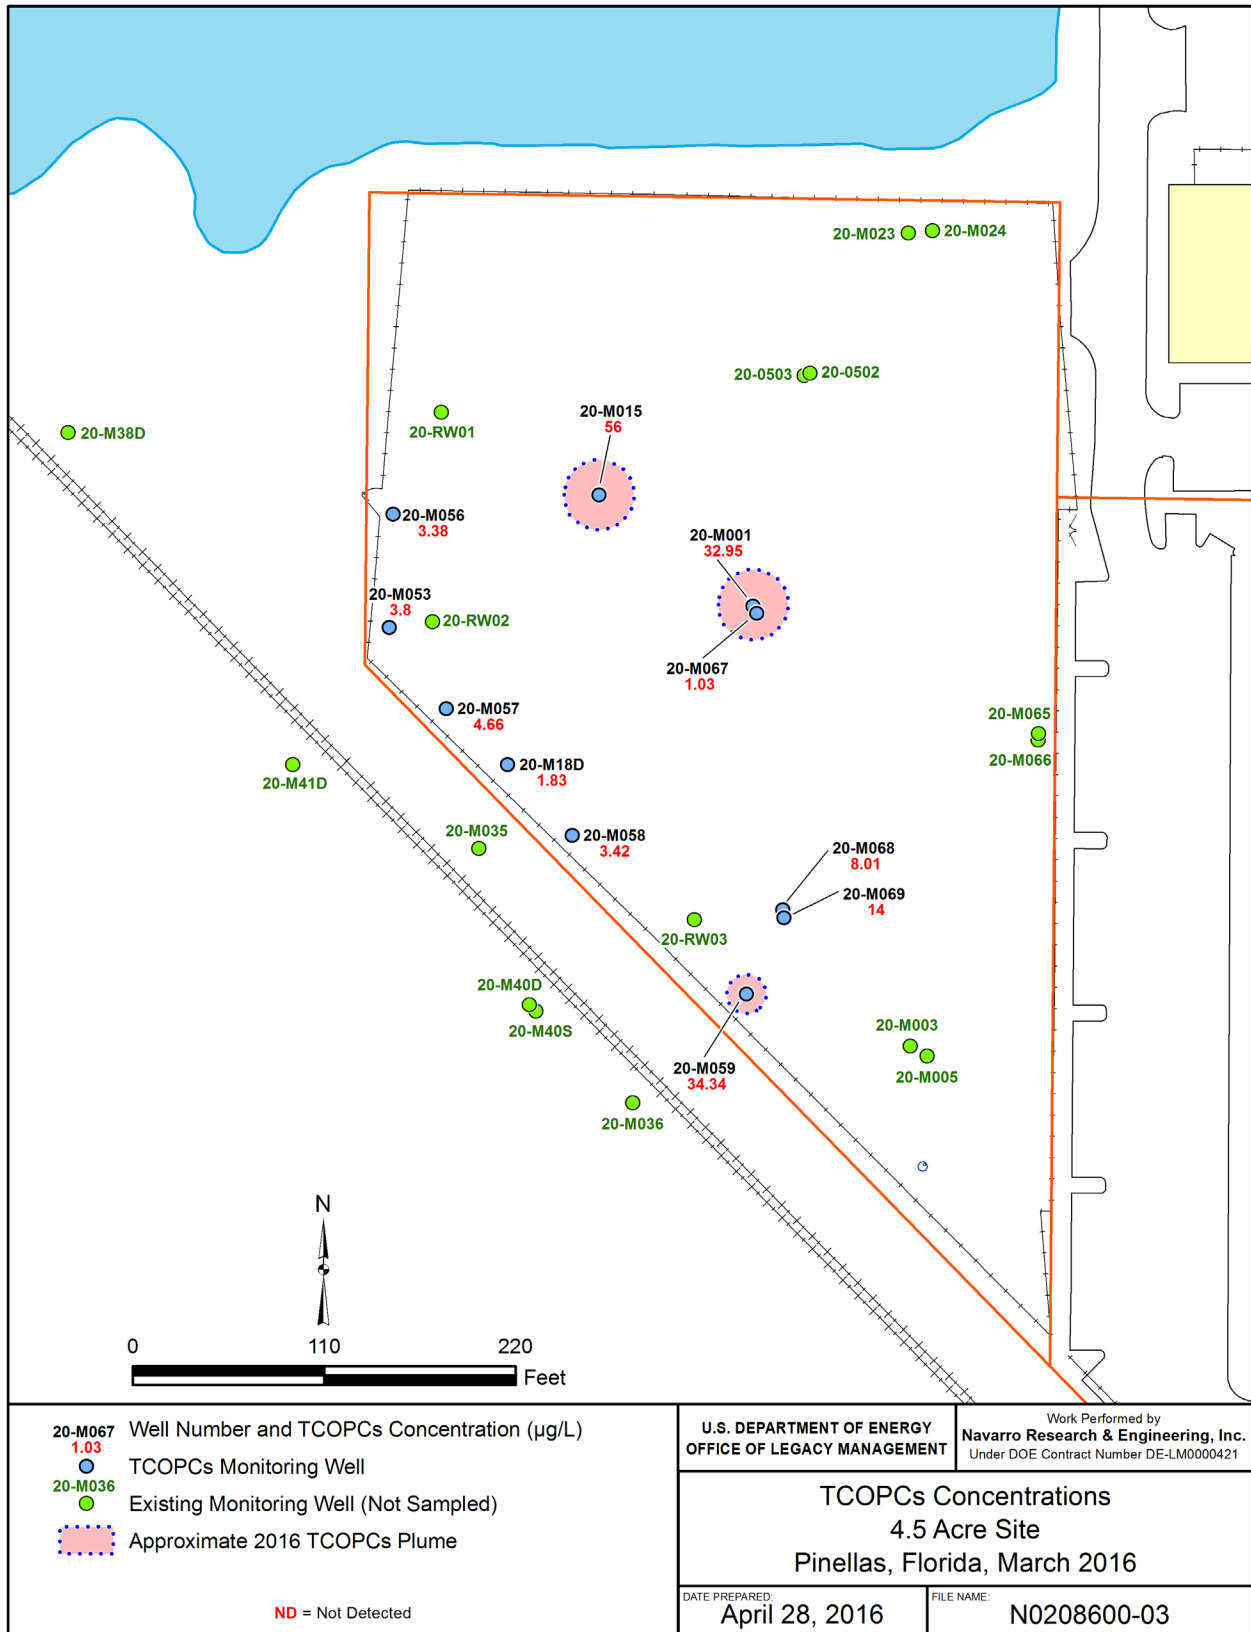 20-M023
20-M024
20-0503
20-0502
20-M015
56
20-RW01
20-M38D
20-M056
3.38
20-M001
32.95
20-M053
3.8
20-RW02
20-M067
1.03
20-M057
4.66
20-M065
20-M066
20-M18D
1.83
20-M41D
20-M035
20-M058
3.42
20-M068
8.01
20-M069
14
20-RW03
20-M40D
20-M40S
20-M003
20-M005
20-M059
34.34
20-M036
N
0 110 220
Feet
20-M067
1.03
Well Number and TCOPCs Concentration (µg/L)
TCOPCs Monitoring Well
20-M036
Existing Monitoring Well (Not Sampled)
Approximate 2016 TCOPCs Plume
ND = Not Detected
U.S. DEPARTMENT OF ENERGY
OFFICE OF LEGACY MANAGEMENT
Work Performed by
Navarro Research & Engineering, Inc.
Under DOE Contract Number DE-LM0000421
TCOPCs Concentrations
4.5 Acre Site
Pinellas, Florida, March 2016
DATE PREPARED:
April 28, 2016
FILE NAME:
N0208600-03